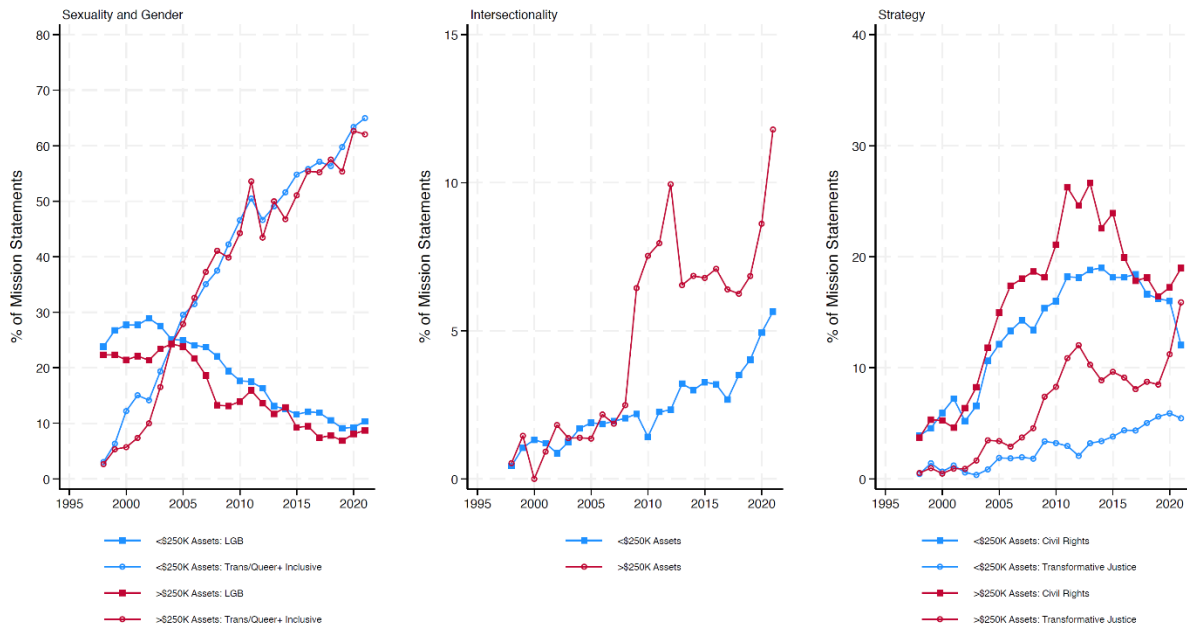 Sexuality and Gender
% of Mission Statements
80
70
60
50
40
30
20
10
0
1995 2000 2005 2010 2015 2020
<$250K Assets: LGB
<$250K Assets: Trans/Queer+ Inclusive
>$250K Assets: LGB
>$250K Assets: Trans/Queer+ Inclusive
Intersectionality
% of Mission Statements
15
10
5
0
1995 2000 2005 2010 2015 2020
<$250K Assets
>$250K Assets
Strategy
% of Mission Statements
40
30
20
10
0
1995 2000 2005 2010 2015 2020
<$250K Assets: Civil Rights
<$250K Assets: Transformative Justice
>$250K Assets: Civil Rights
>$250K Assets: Transformative Justice